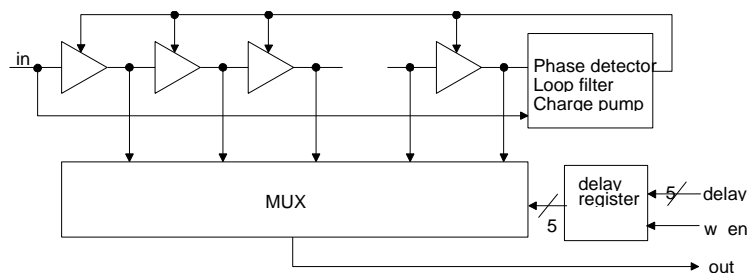 in
Phase detector
Loop filter
Charge pump
MUX
5
delay
register
5
delay
w en
out